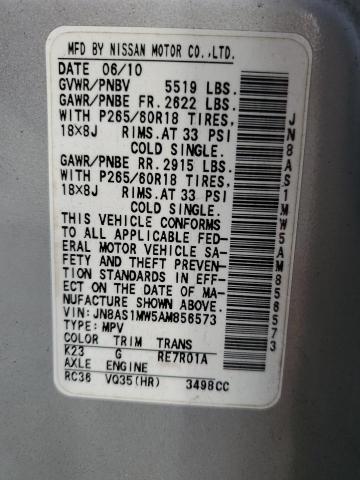 MFD BY NISSAN MOTOR CO.,LTD.
DATE 06/10
GVWR/PNBV 5519 LBS.
GAWR/PNBE FR. 2622 LBS.
WITH P265/60R18 TIRES,
18x8J RIMS. AT 33 PSI
COLD SINGLE.
GAWR/PNBE RR. 2915 LBS.
WITH P265/60R18 TIRES,
18x8J RIMS. AT 33 PSI
COLD SINGLE.
THIS VEHICLE CONFORMS
TO ALL APPLICABLE FED-
ERAL MOTOR VEHICLE SA-
FETY AND THEFT PREVEN-
TION STANDARDS IN EFF-
ECT ON THE DATE OF MA-
NUFACTURE SHOWN ABOVE.
VIN: JN8AS1MW5AM856573
TYPE: MPV
COLOR TRIM TRANS
K23 G RE7R01A
AXLE ENGINE
RC36 VQ35(HR) 3498CC
JN8AS1MW5AM856573